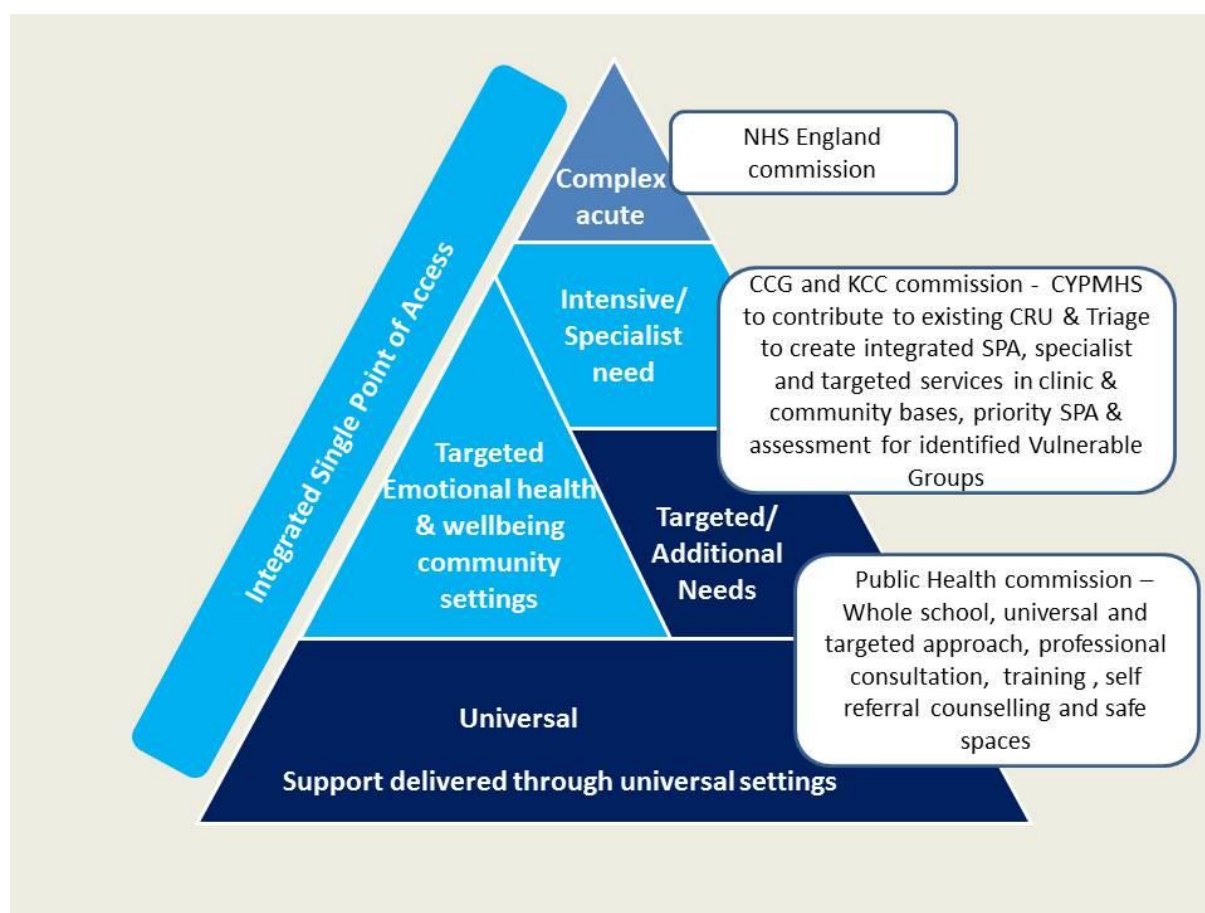 Integrated Single Point of Access
Complex
acute
NHS England
commission
Intensive/
Specialist
need
CCG and KCC commission - CYPMHS
to contribute to existing CRU & Triage
to create integrated SPA, specialist
and targeted services in clinic &
community bases, priority SPA &
assessment for identified Vulnerable
Groups
Targeted
Emotional health
& wellbeing
community
settings
Targeted/
Additional
Needs
Public Health commission –
Whole school, universal and
targeted approach, professional
consultation, training , self
referral counselling and safe
spaces
Universal
Support delivered through universal settings